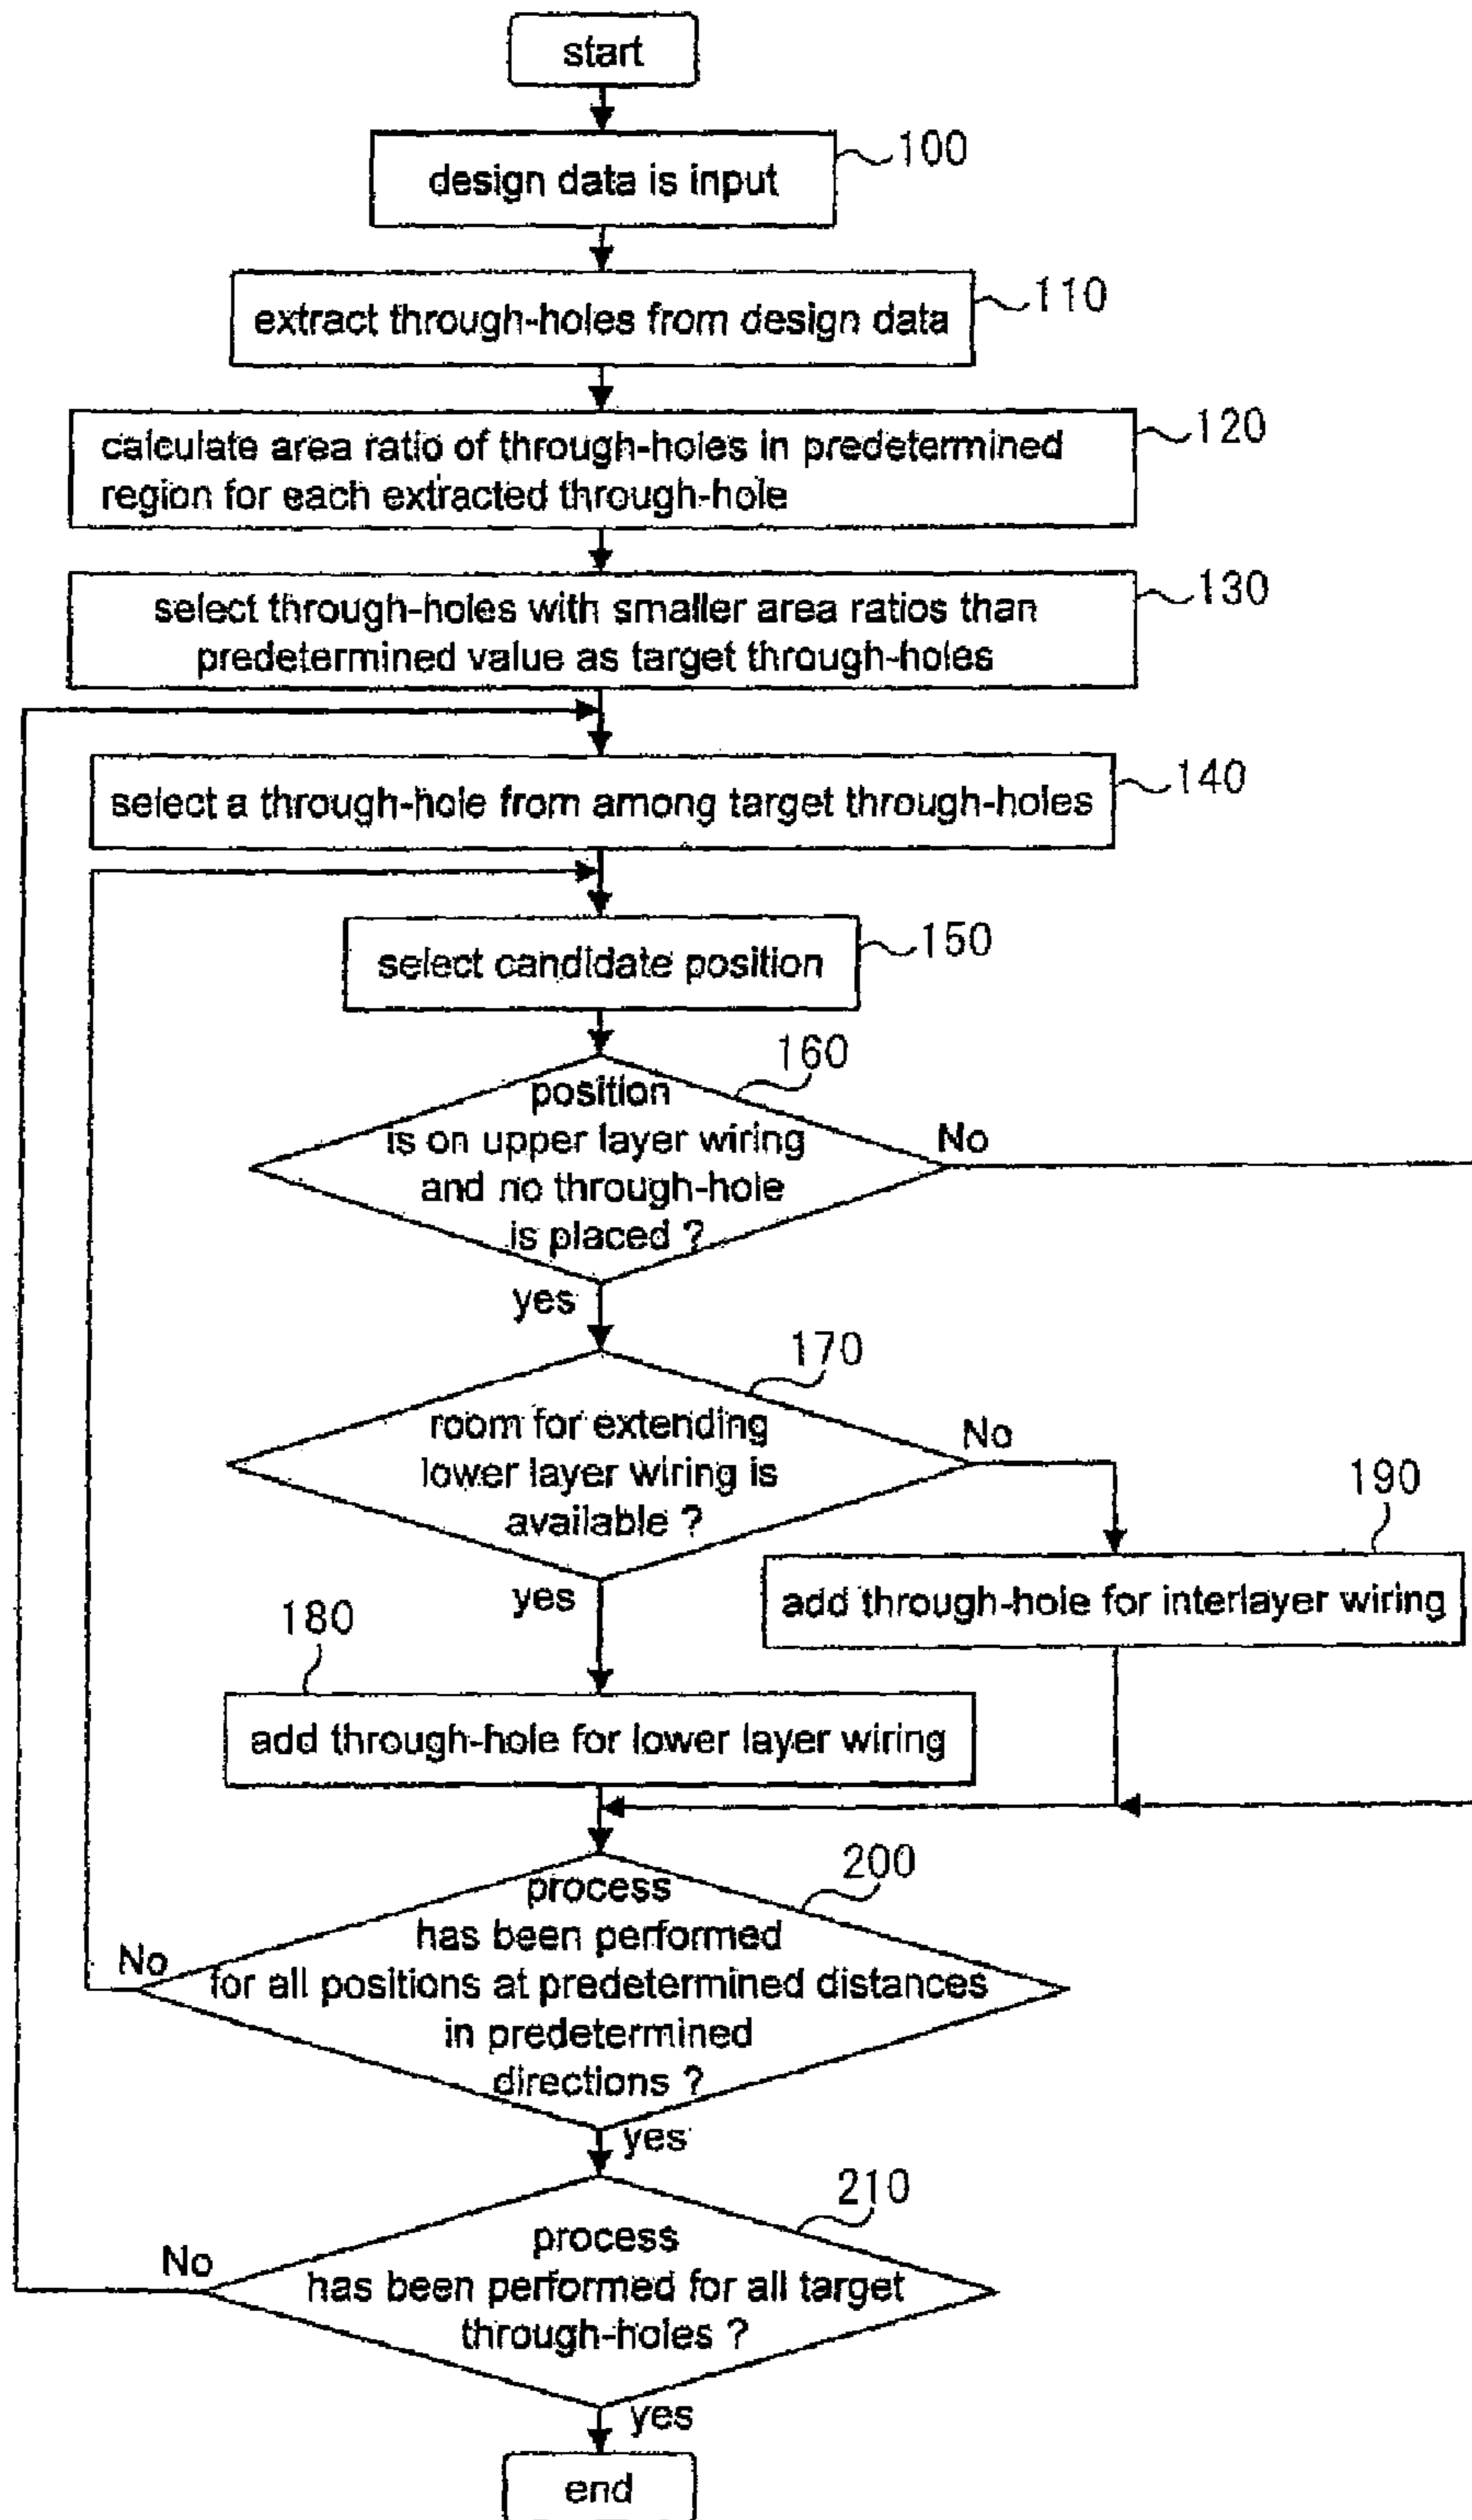 start
design data is input
100
extract through-holes from design data
110
calculate area ratio of through-holes in predetermined
region for each extracted through-hole
120
select through-holes with smaller area ratios than
predetermined value as target through-holes
130
select a through-hole from among target through-holes
140
select candidate position
150
160
position
is on upper layer wiring
and no through-hole
is placed ?
No
yes
170
room for extending
lower layer wiring is
available ?
No
yes
190
add through-hole for interlayer wiring
180
add through-hole for lower layer wiring
200
process
has been performed
for all positions at predetermined distances
in predetermined
directions ?
No
yes
210
process
has been performed for all target
through-holes ?
No
yes
end